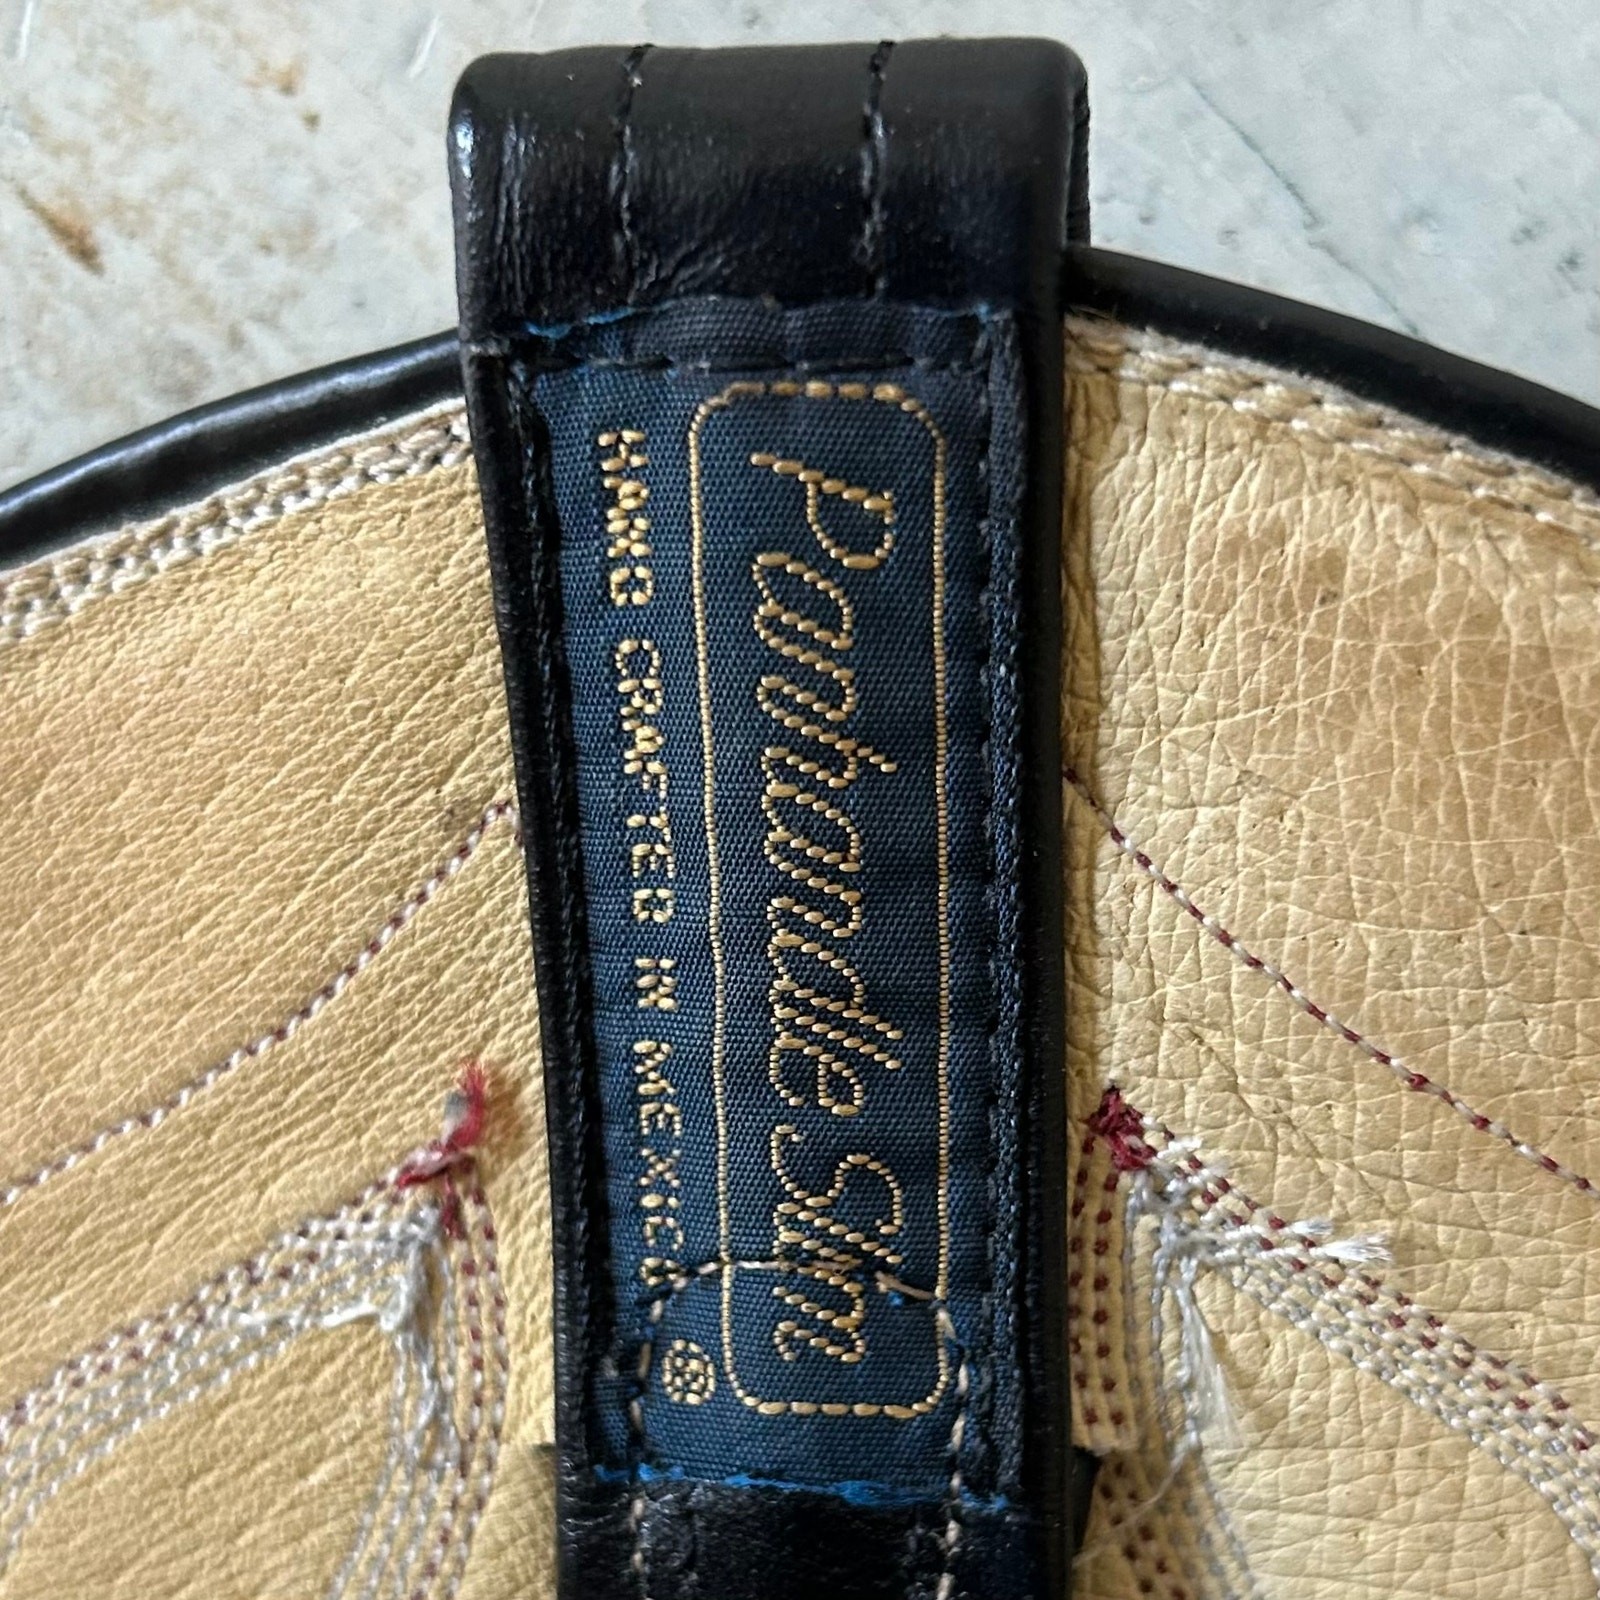 Panhandle Slim
HAND CRAFTED IN MEXICO ®